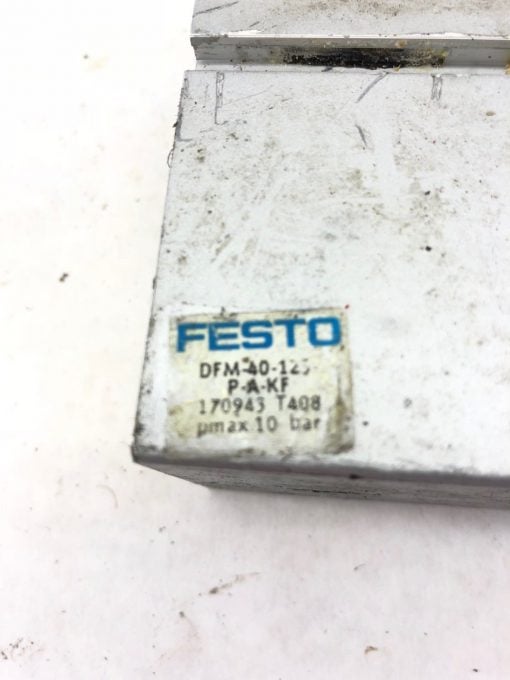 FESTO
DFM-40-125-
P-A-KF
170943 T408
pmax.10 bar